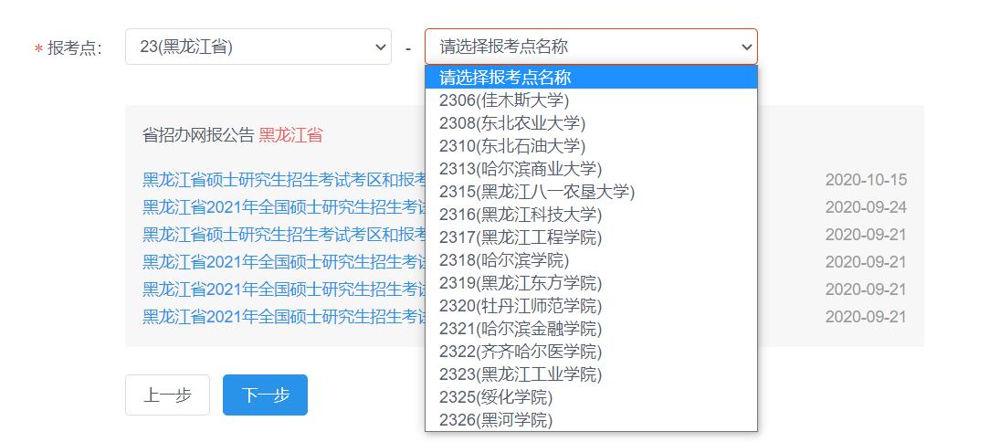 * 报考点： 23(黑龙江省) - 请选择报考点名称
请选择报考点名称
2306(佳木斯大学)
2308(东北农业大学)
2310(东北石油大学)
2313(哈尔滨商业大学)
2315(黑龙江八一农垦大学)
2316(黑龙江科技大学)
2317(黑龙江工程学院)
2318(哈尔滨学院)
2319(黑龙江东方学院)
2320(牡丹江师范学院)
2321(哈尔滨金融学院)
2322(齐齐哈尔医学院)
2323(黑龙江工业学院)
2325(绥化学院)
2326(黑河学院)
省招办网报公告 黑龙江省
黑龙江省硕士研究生招生考试考区和报考 2020-10-15
黑龙江省2021年全国硕士研究生招生考试 2020-09-24
黑龙江省硕士研究生招生考试考区和报考 2020-09-21
黑龙江省2021年全国硕士研究生招生考试 2020-09-21
黑龙江省2021年全国硕士研究生招生考试 2020-09-21
黑龙江省2021年全国硕士研究生招生考试 2020-09-21
上一步 下一步